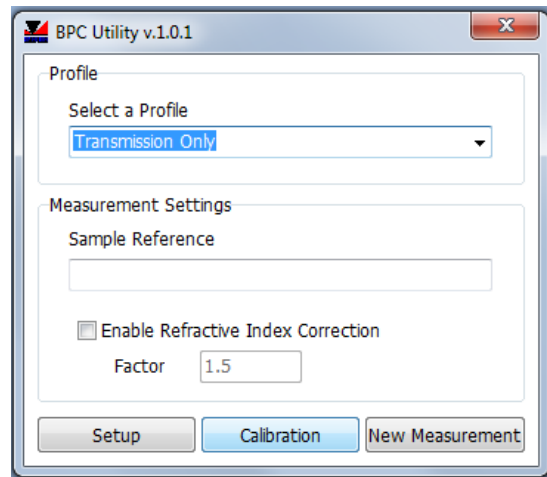 BPC Utility v.1.0.1
Profile
Select a Profile
Transmission Only
Measurement Settings
Sample Reference
Enable Refractive Index Correction
Factor 1.5
Setup Calibration New Measurement